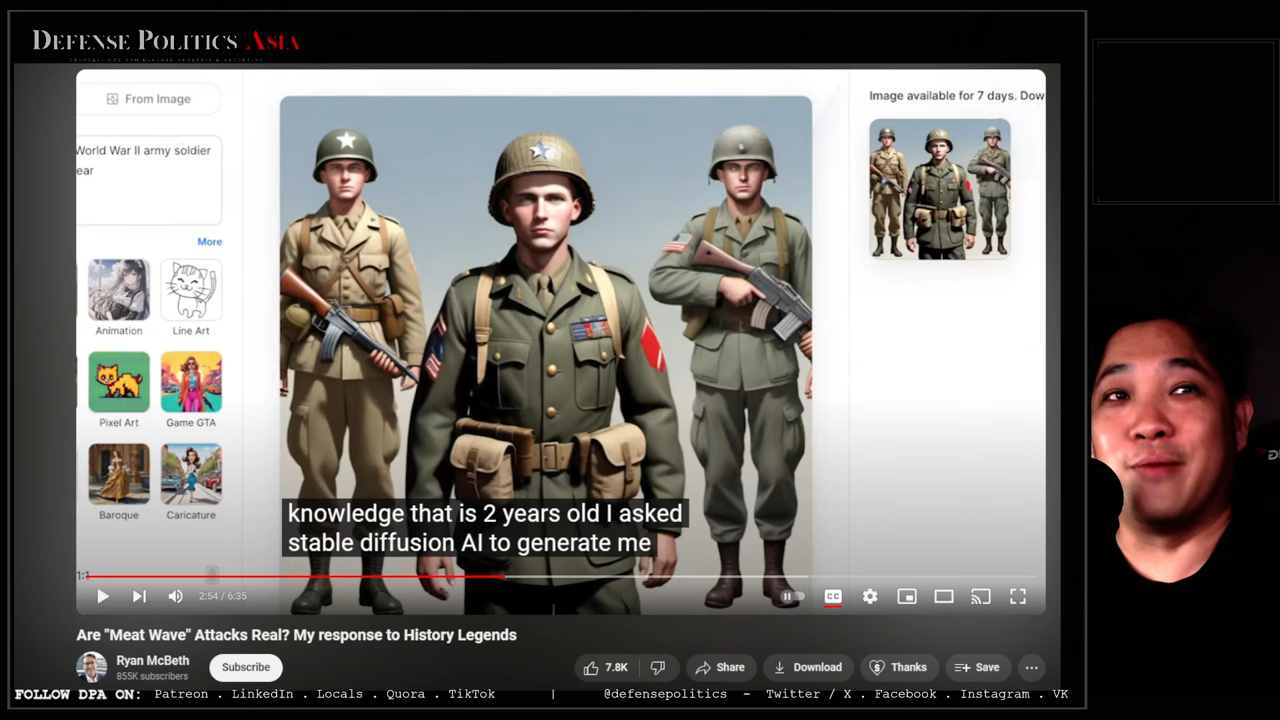 DEFENSE POLITICS ASIA
From Image
Image available for 7 days. Dow
World War II army soldier
ear
More
Animation
Line Art
Pixel Art
Game GTA
Baroque
Caricature
knowledge that is 2 years old I asked
stable diffusion AI to generate me
1:1
2:54 / 6:35
CC
Are "Meat Wave" Attacks Real? My response to History Legends
Ryan McBeth
855K subscribers
Subscribe
7.8K
Share
Download
Thanks
Save
FOLLOW DPA ON: Patreon . LinkedIn . Locals . Quora . TikTok | @defensepolitics - Twitter / X . Facebook . Instagram . VK